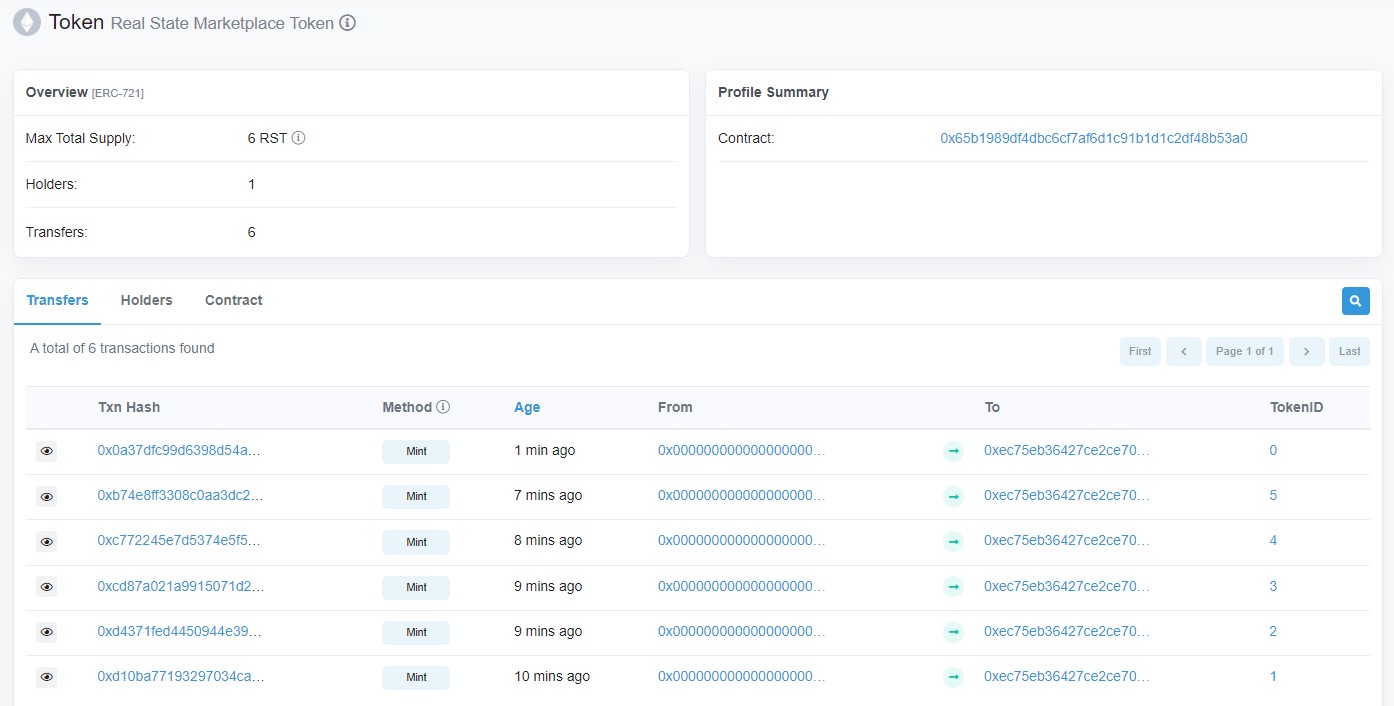 Token Real State Marketplace Token
Overview [ERC-721]
Max Total Supply: 6 RST
Holders: 1
Transfers: 6
Profile Summary
Contract: 0x65b1989df4dbc6cf7af6d1c91b1d1c2df48b53a0
Transfers Holders Contract
A total of 6 transactions found
First Page 1 of 1 Last
Txn Hash Method Age From To TokenID
0x0a37dfc99d6398d54a... Mint 1 min ago 0x000000000000000000... 0xec75eb36427ce2ce70... 0
0xb74e8ff3308c0aa3dc2... Mint 7 mins ago 0x000000000000000000... 0xec75eb36427ce2ce70... 5
0xc772245e7d5374e5f5... Mint 8 mins ago 0x000000000000000000... 0xec75eb36427ce2ce70... 4
0xcd87a021a9915071d2... Mint 9 mins ago 0x000000000000000000... 0xec75eb36427ce2ce70... 3
0xd4371fed4450944e39... Mint 9 mins ago 0x000000000000000000... 0xec75eb36427ce2ce70... 2
0xd10ba77193297034ca... Mint 10 mins ago 0x000000000000000000... 0xec75eb36427ce2ce70... 1